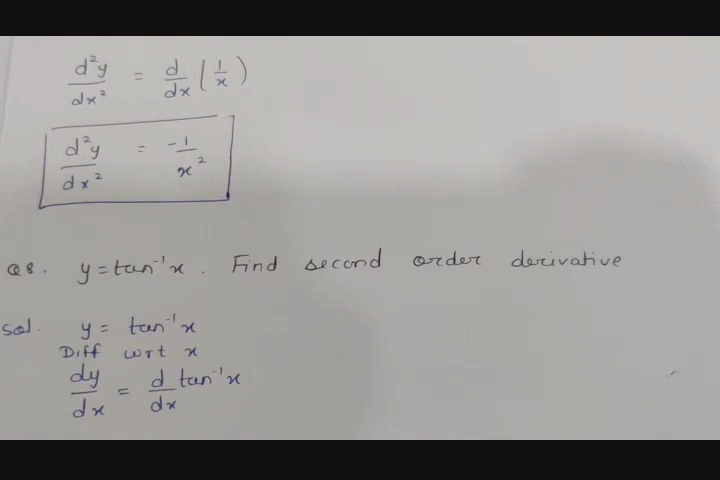 d²y/dx² = d/dx (1/x)
d²y/dx² = -1/x²
Q8. y = tan⁻¹x. Find second order derivative
Sol. y = tan⁻¹x
Diff wrt x
dy/dx = d/dx tan⁻¹x